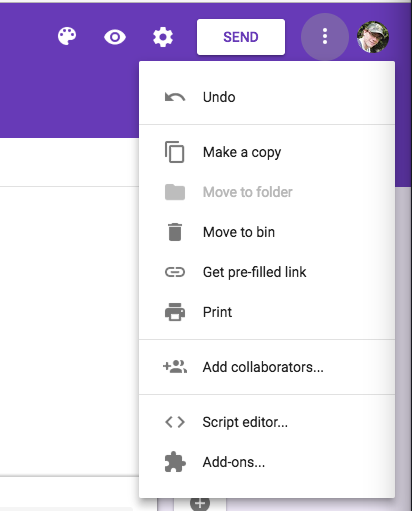 SEND
Undo
Make a copy
Move to folder
Move to bin
Get pre-filled link
Print
Add collaborators...
Script editor...
Add-ons...